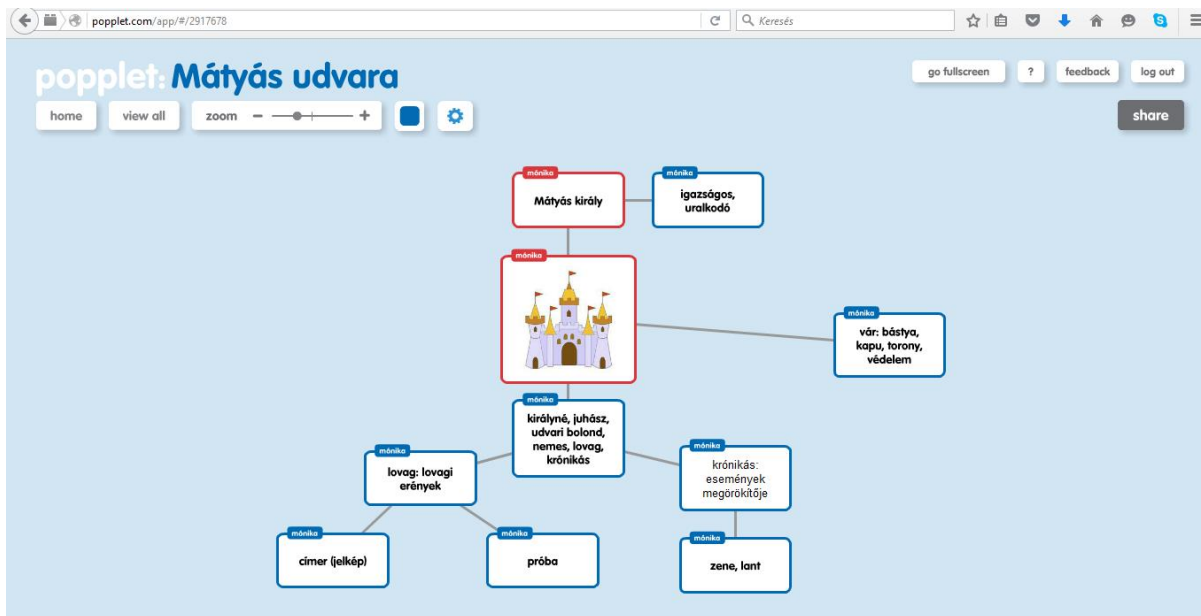 popplet.com/app/#/2917678
Keresés
popplet: Mátyás udvara
go fullscreen
?
feedback
log out
home
view all
zoom
share
mónika
Mátyás király
mónika
igazságos,
uralkodó
mónika
mónika
vár: bástya,
kapu, torony,
védelem
mónika
királyné, juhász,
udvari bolond,
nemes, lovag,
krónikás
mónika
lovag: lovagi
erények
mónika
krónikás:
események
megörökítője
mónika
címer (jelkép)
mónika
próba
mónika
zene, lant